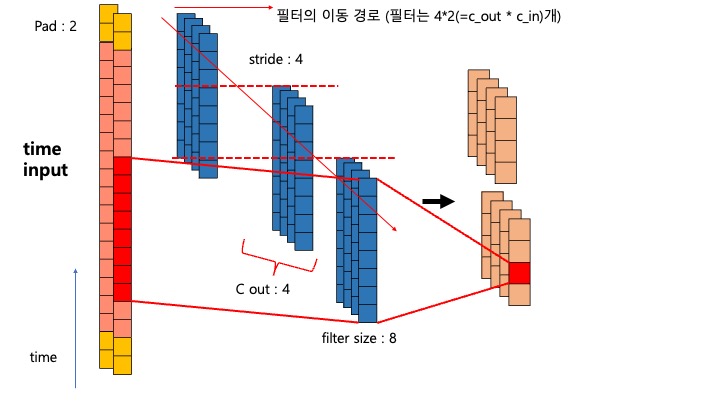 필터의 이동 경로 (필터는 4*2(=c_out * c_in)개)
Pad : 2
stride : 4
time
input
C out : 4
filter size : 8
time